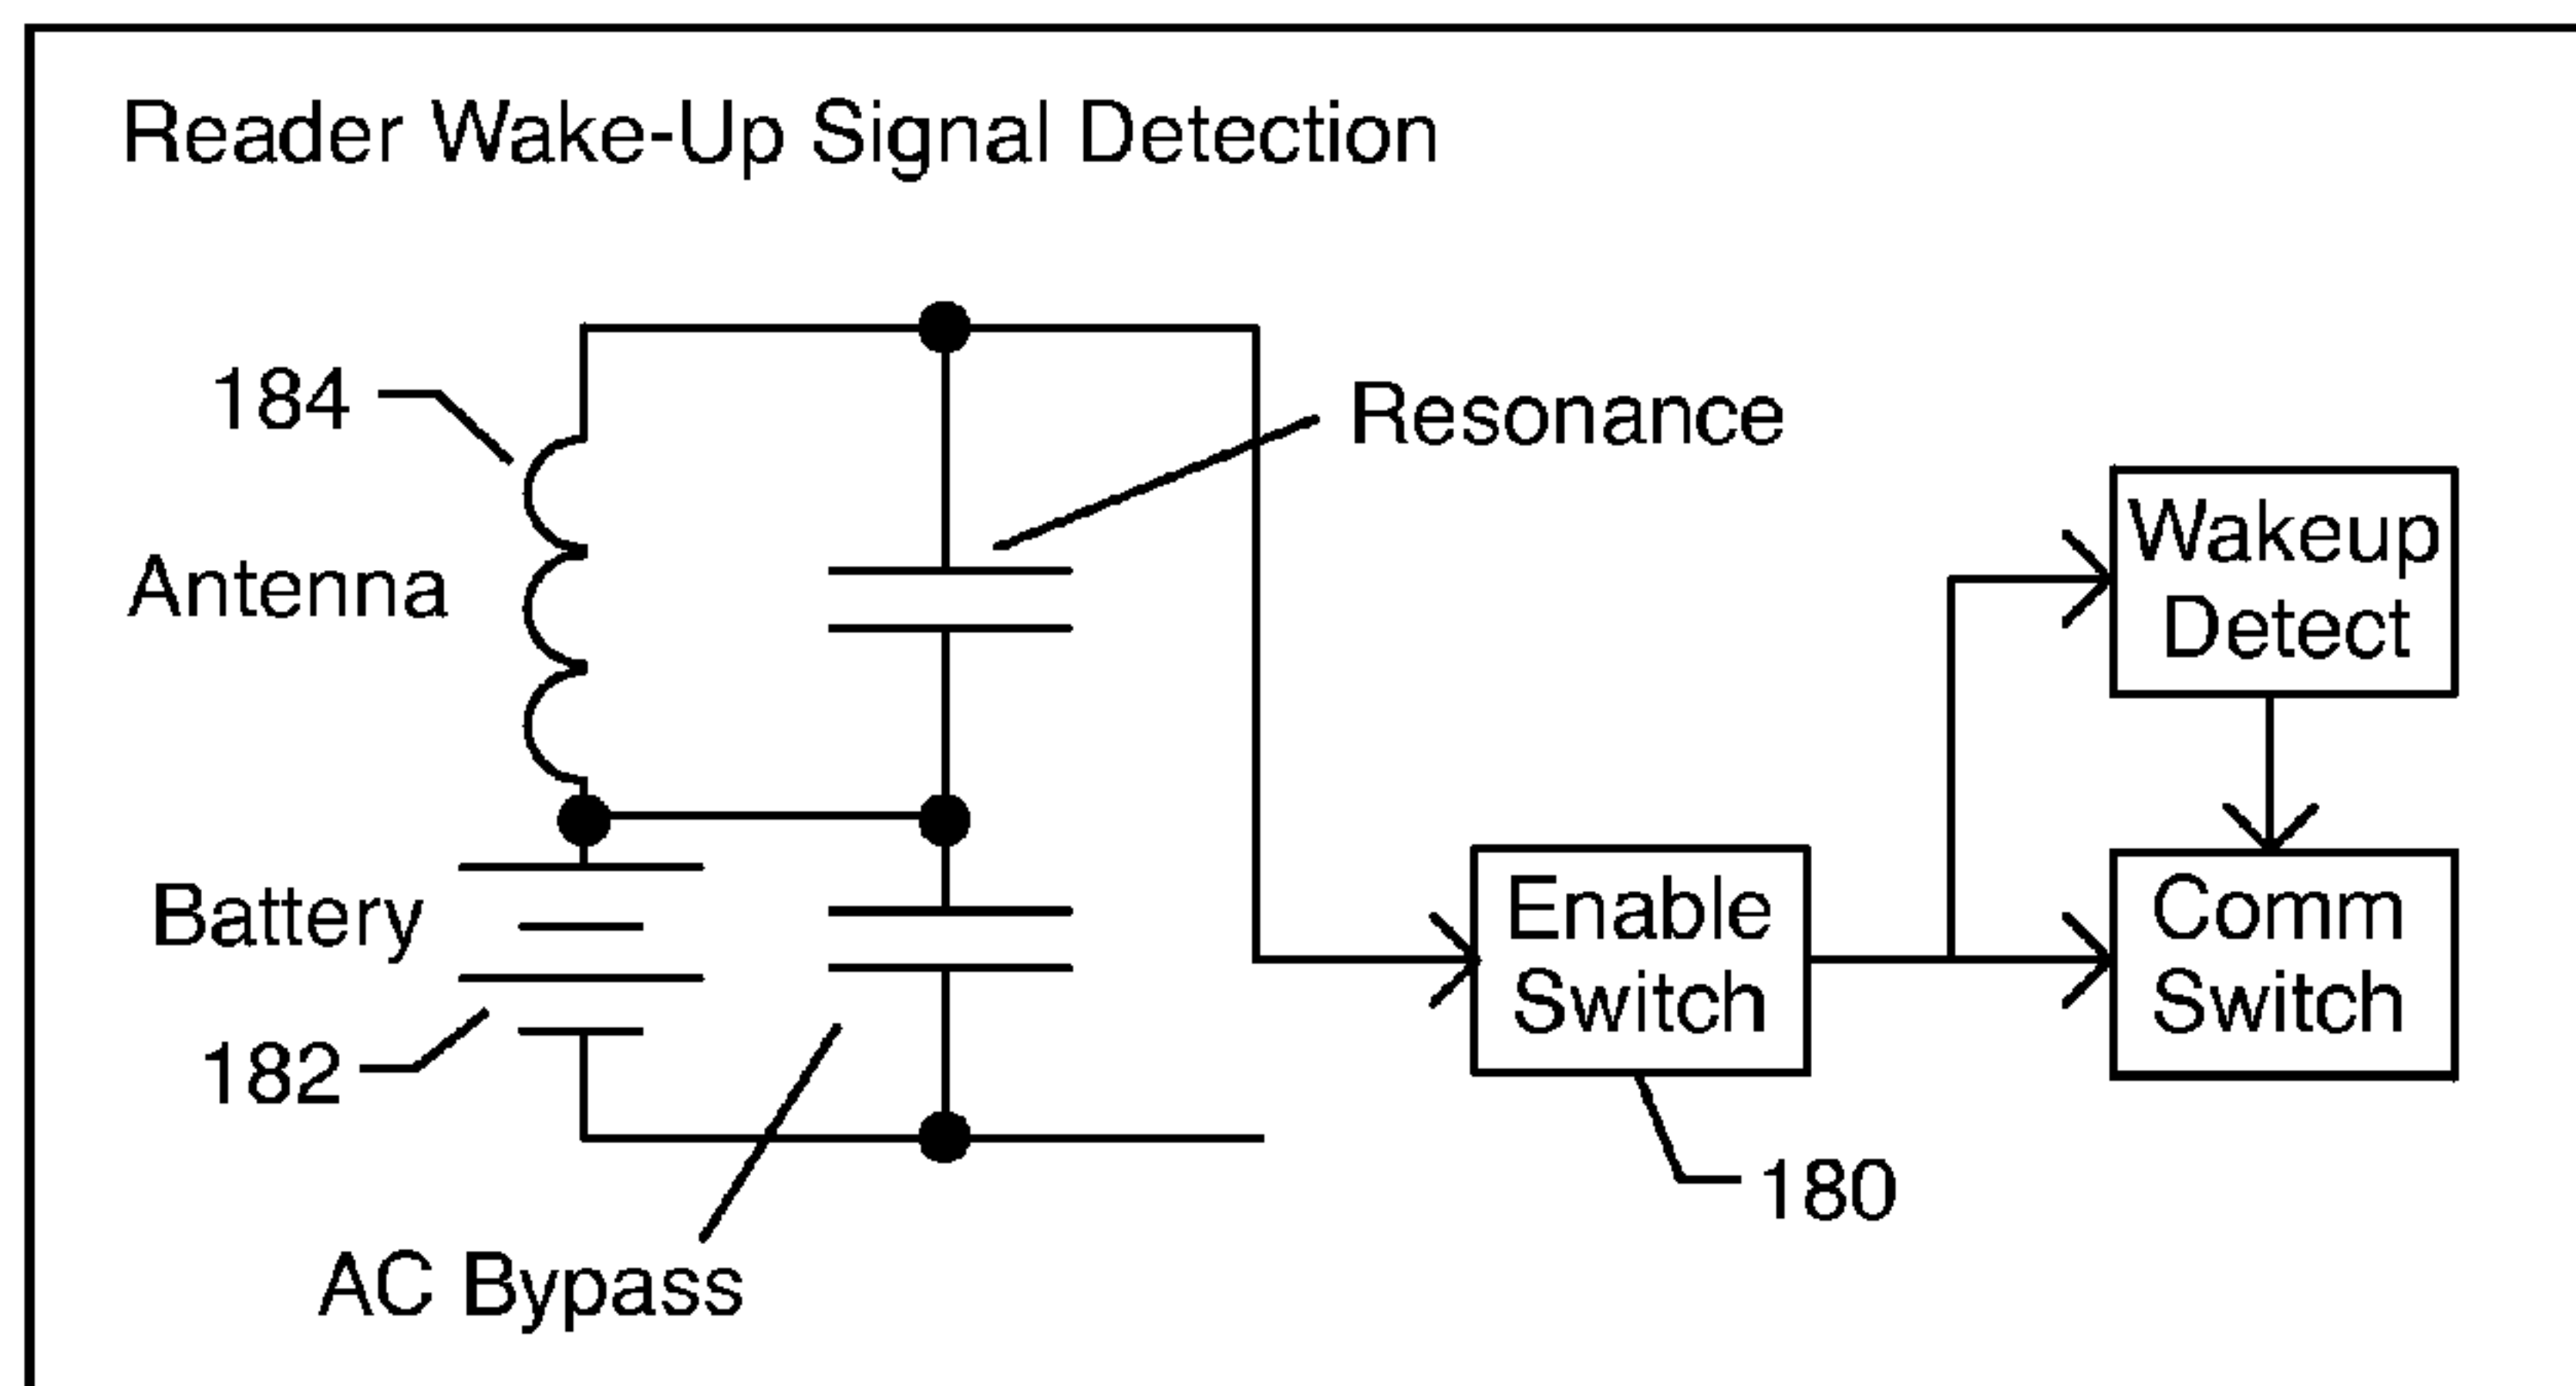 Reader Wake-Up Signal Detection
184
Resonance
Antenna
Wakeup
Detect
Battery
182
Enable
Switch
Comm
Switch
180
AC Bypass